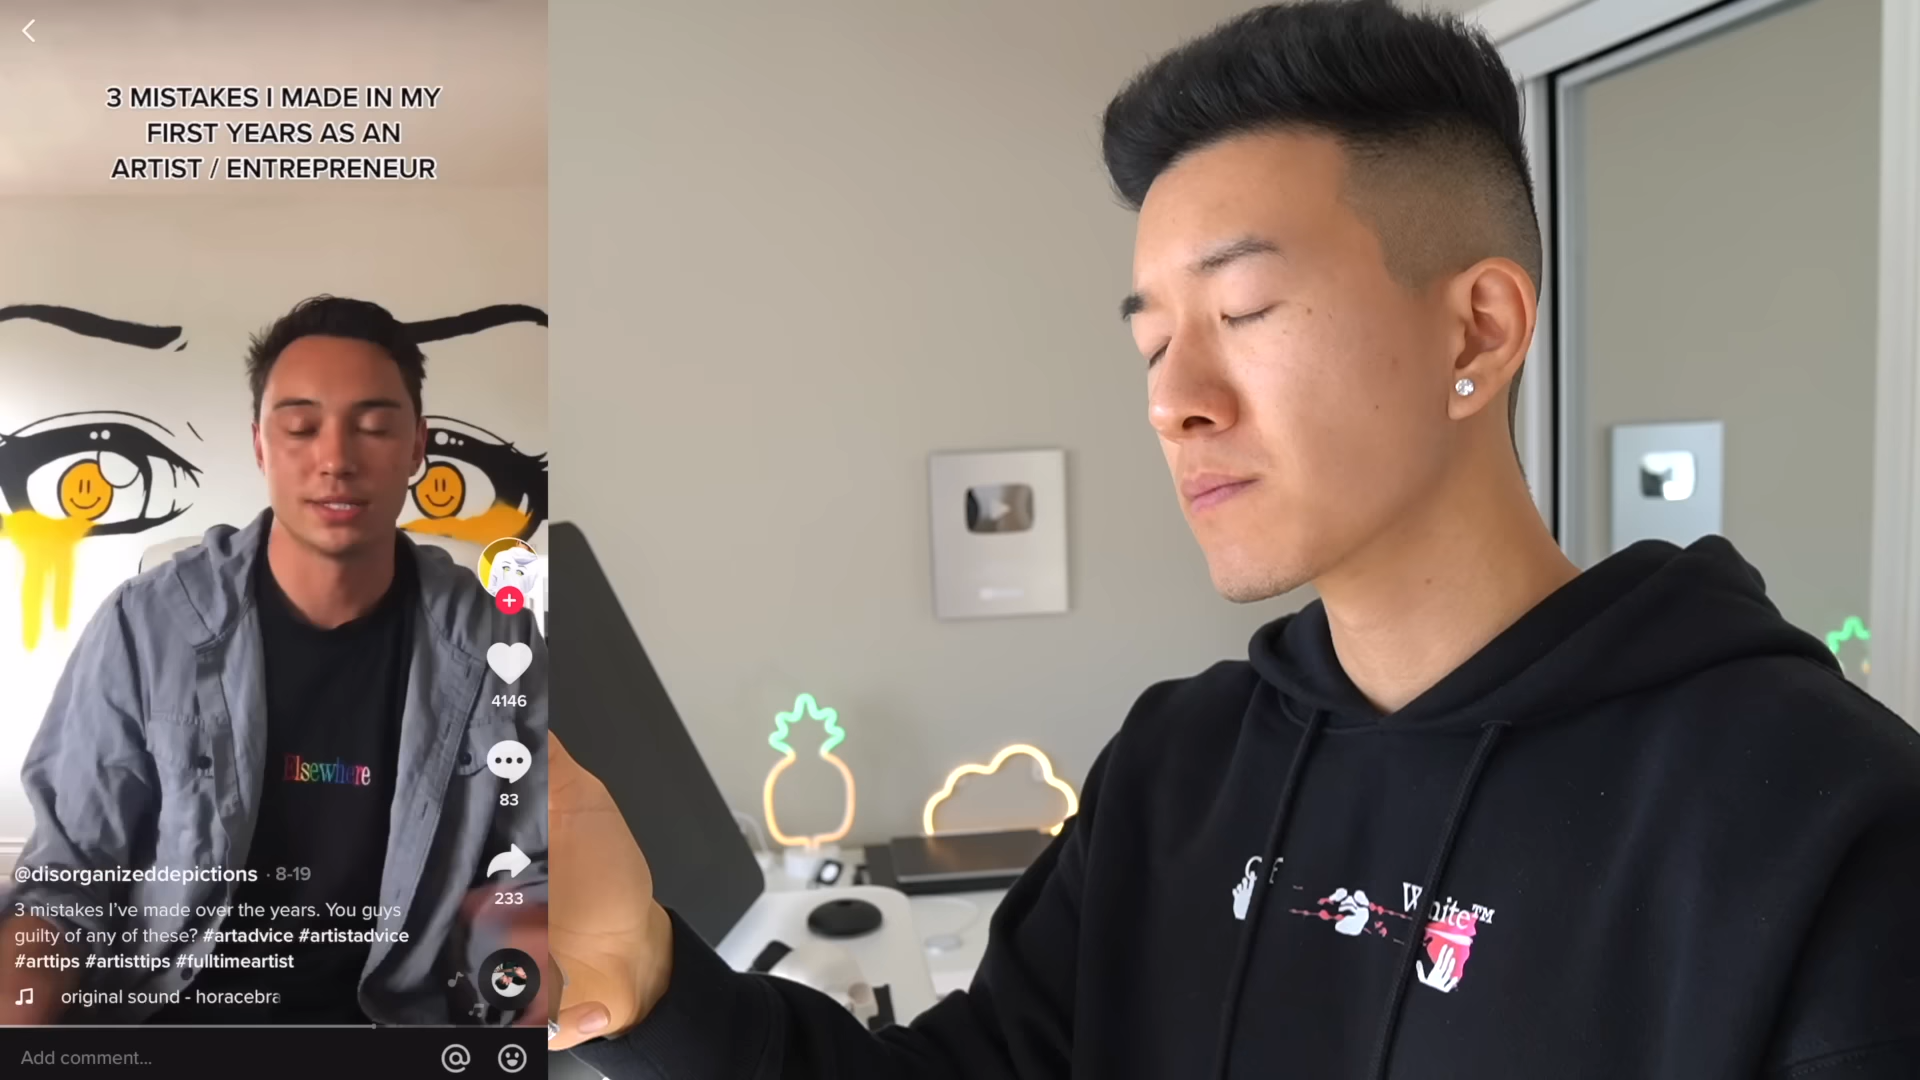 3 MISTAKES I MADE IN MY
FIRST YEARS AS AN
ARTIST / ENTREPRENEUR
Elsewhere
4146
83
233
@disorganizeddepictions · 8-19
3 mistakes I've made over the years. You guys
guilty of any of these? #artadvice #artistadvice
#arttips #artisttips #fulltimeartist
original sound - horacebra
Add comment...
White™